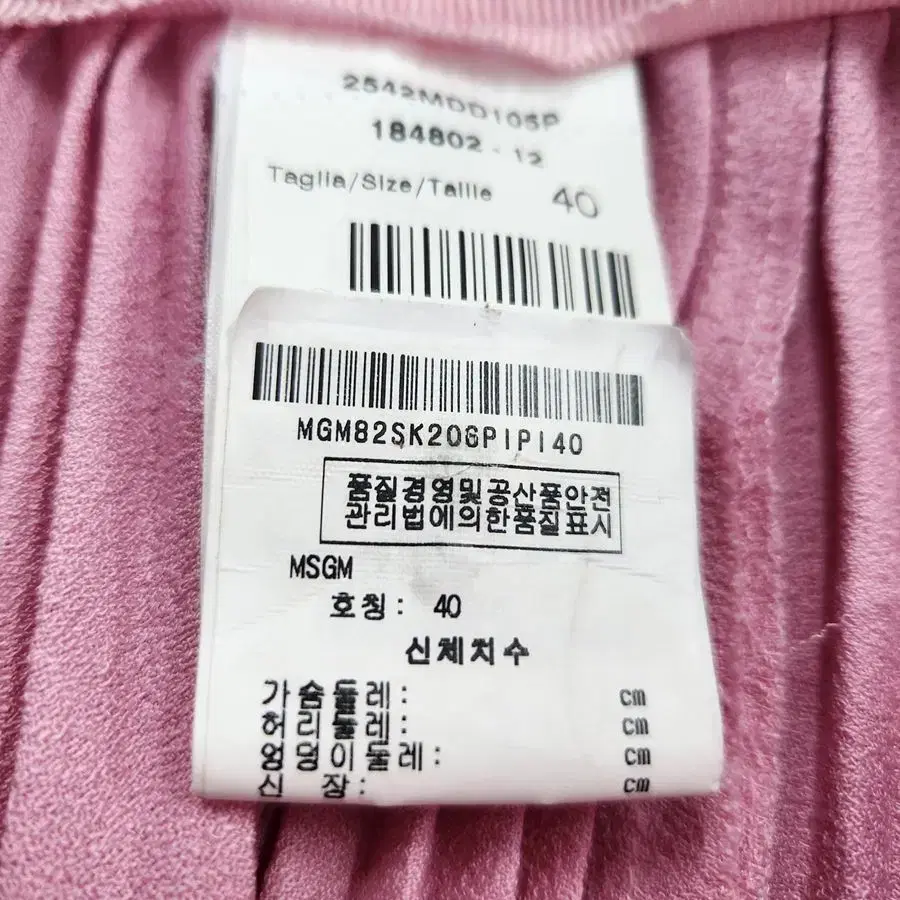 2542MDD105P
184802 - 12
Taglia/Size/Taille 40
MGM82SK206PIPI40
품질경영및공산품안전
관리법에의한품질표시
MSGM
호칭: 40
신체치수
가슴둘레: cm
허리둘레: cm
엉덩이둘레: cm
신 장: cm